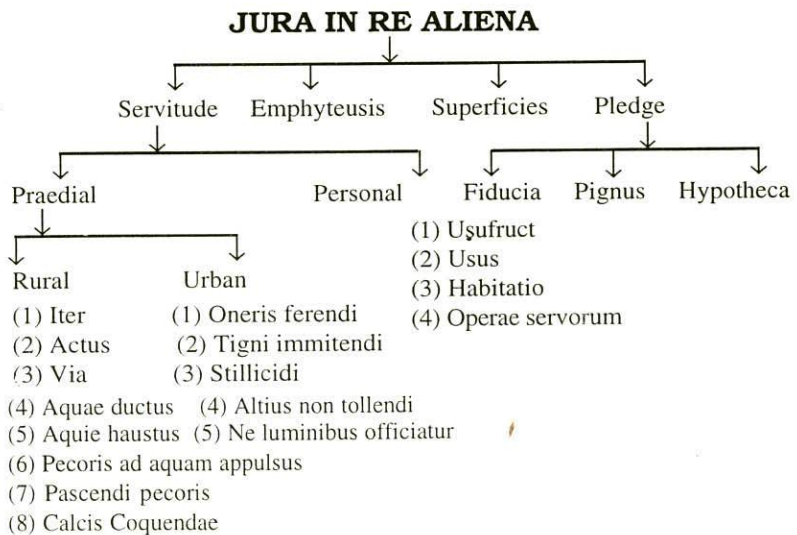 JURA IN RE ALIENA
Servitude Emphyteusis Superficies Pledge
Praedial Personal Fiducia Pignus Hypotheca
(1) Usufruct
(2) Usus
(3) Habitatio
(4) Operae servorum
Rural Urban
(1) Iter (1) Oneris ferendi
(2) Actus (2) Tigni immitendi
(3) Via (3) Stillicidi
(4) Aquae ductus (4) Altius non tollendi
(5) Aquie haustus (5) Ne luminibus officiatur
(6) Pecoris ad aquam appulsus
(7) Pascendi pecoris
(8) Calcis Coquendae